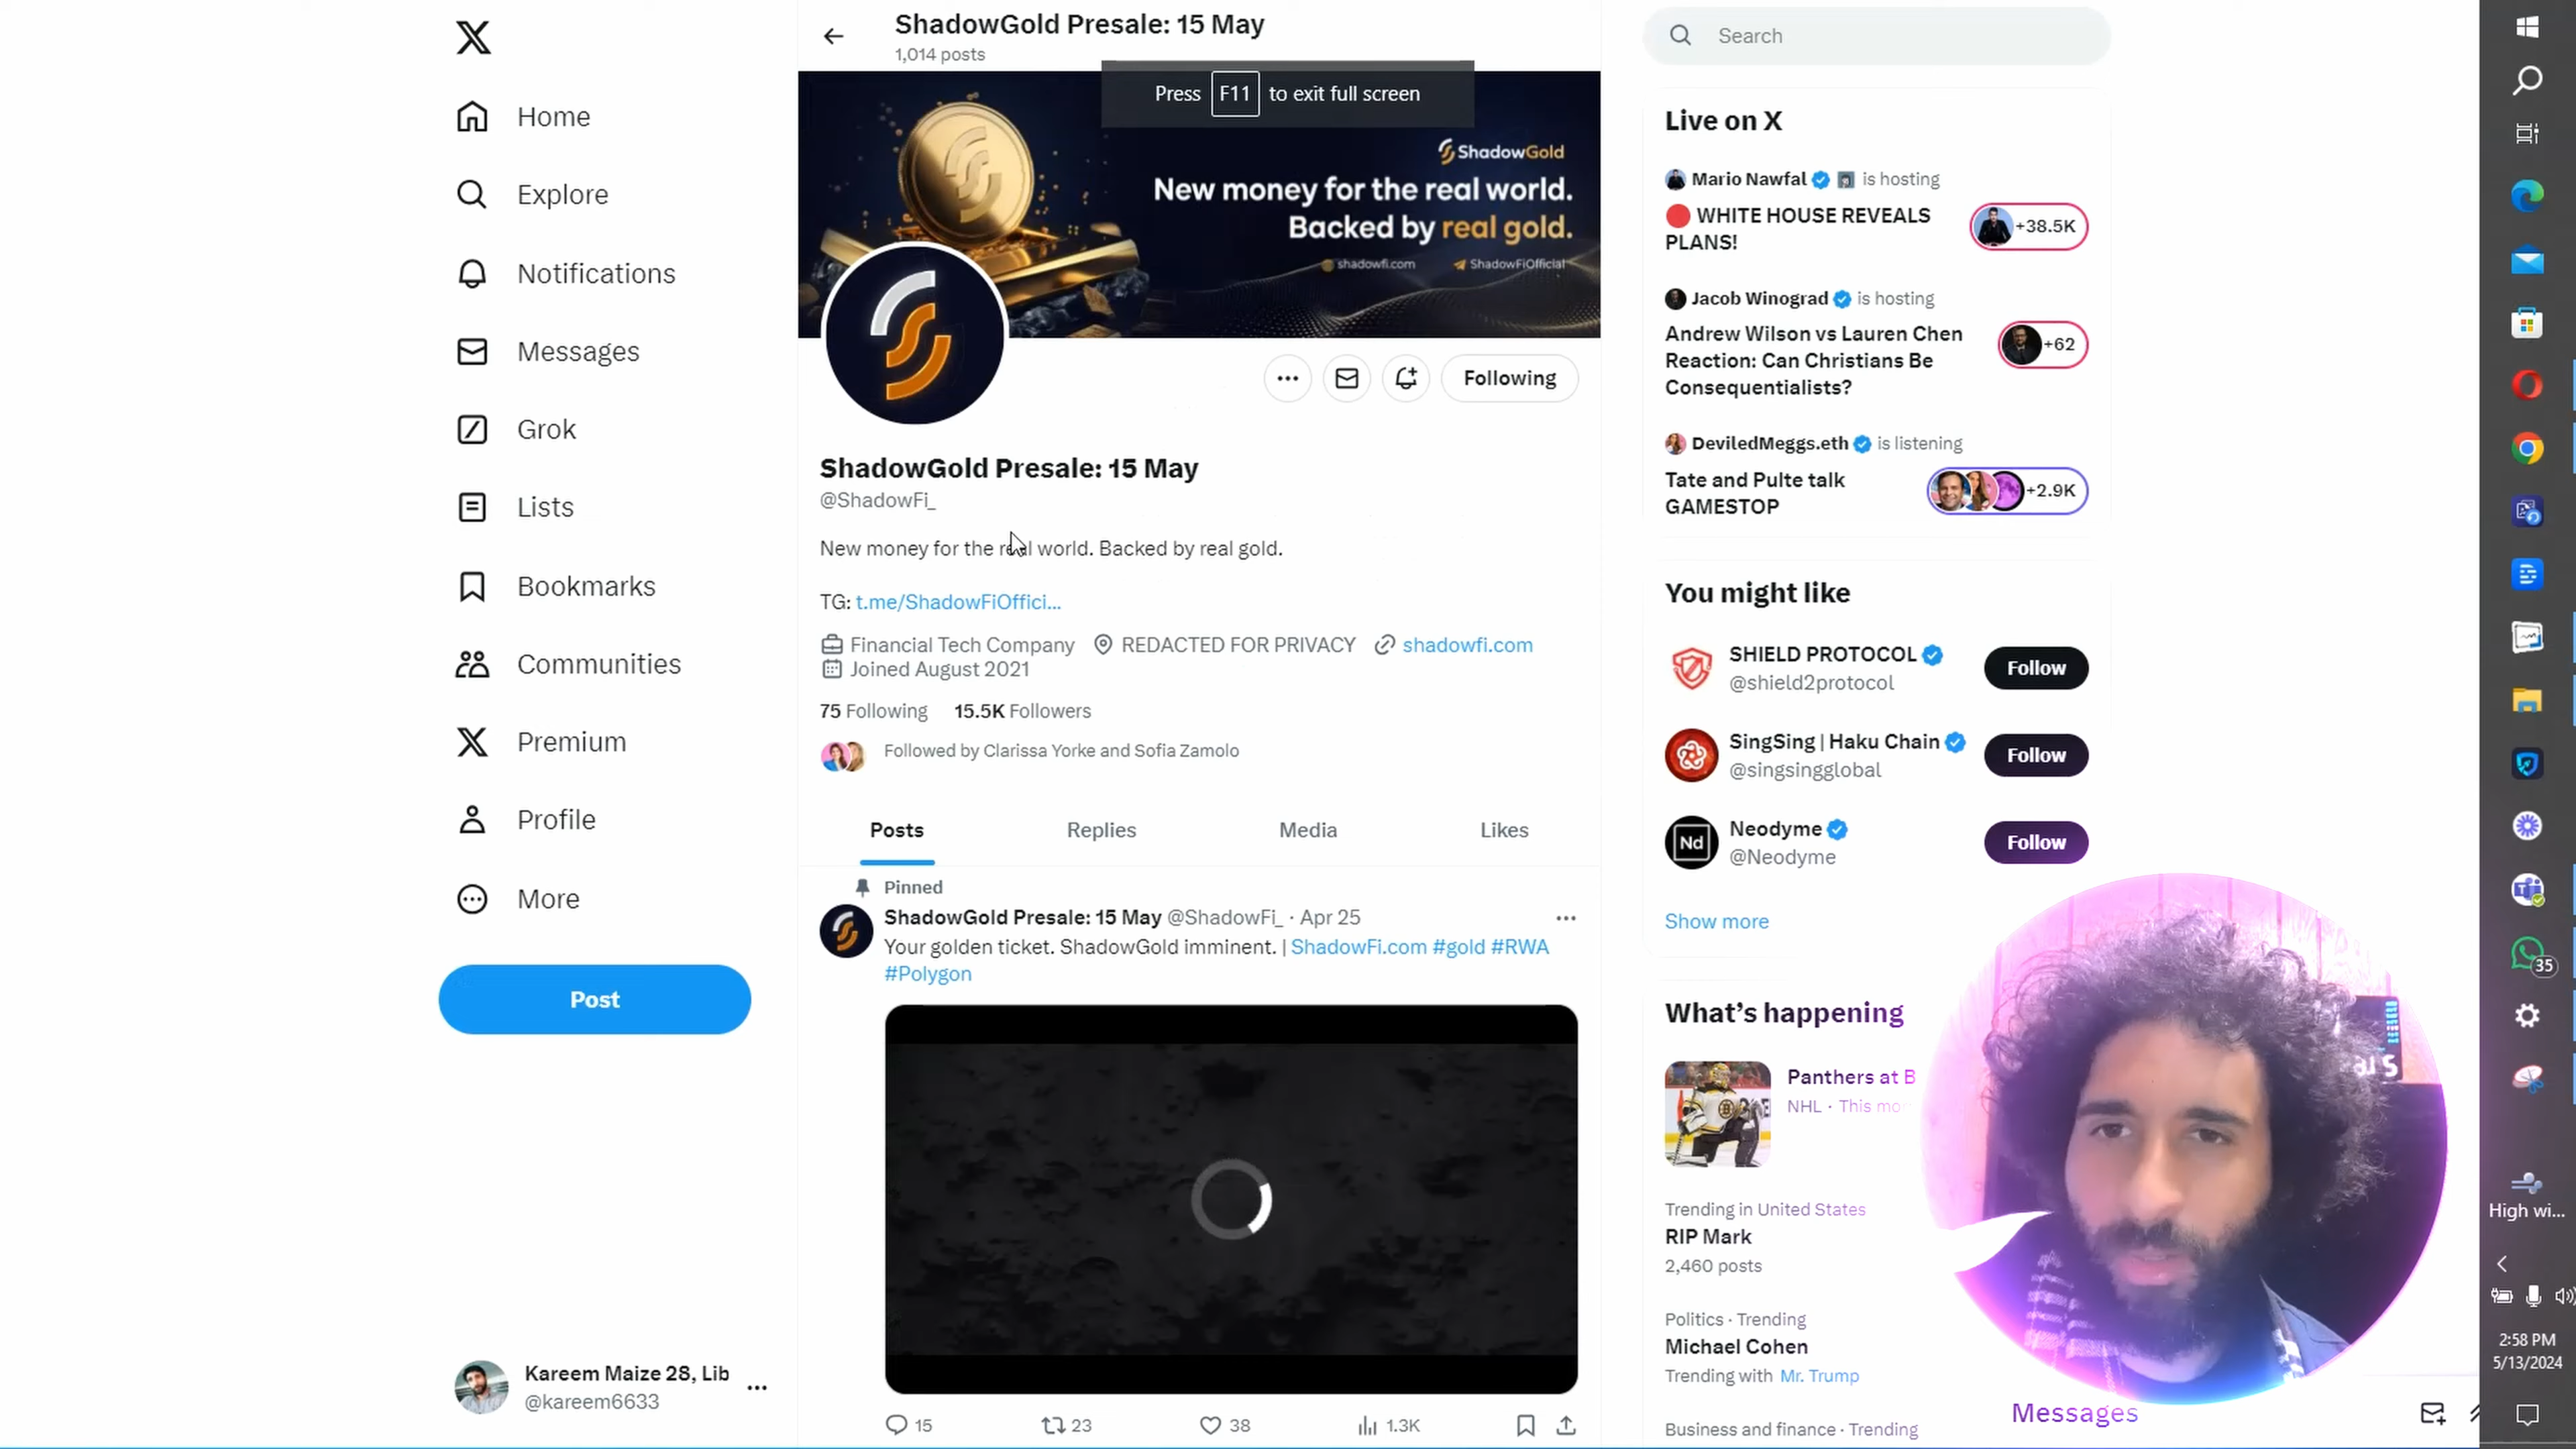 Home
Explore
Notifications
Messages
Grok
Lists
Bookmarks
Communities
Premium
Profile
More
Post
Kareem Maize 28, Lib
@kareem6633
ShadowGold Presale: 15 May
1,014 posts
Press F11 to exit full screen
ShadowGold
New money for the real world.
Backed by real gold.
shadowfi.com ShadowFiOfficial
Following
ShadowGold Presale: 15 May
@ShadowFi_
New money for the real world. Backed by real gold.
TG: t.me/ShadowFiOffici...
Financial Tech Company REDACTED FOR PRIVACY shadowfi.com
Joined August 2021
75 Following 15.5K Followers
Followed by Clarissa Yorke and Sofia Zamolo
Posts Replies Media Likes
Pinned
ShadowGold Presale: 15 May @ShadowFi_ · Apr 25
Your golden ticket. ShadowGold imminent. | ShadowFi.com #gold #RWA
#Polygon
15 23 38 1.3K
Search
Live on X
Mario Nawfal is hosting
WHITE HOUSE REVEALS
PLANS!
+38.5K
Jacob Winograd is hosting
Andrew Wilson vs Lauren Chen
Reaction: Can Christians Be
Consequentialists?
+62
DeviledMeggs.eth is listening
Tate and Pulte talk
GAMESTOP
+2.9K
You might like
SHIELD PROTOCOL
@shield2protocol
Follow
SingSing | Haku Chain
@singsingglobal
Follow
Nd
Neodyme
@Neodyme
Follow
Show more
What's happening
Panthers at B
NHL · This mo
Trending in United States
RIP Mark
2,460 posts
Politics · Trending
Michael Cohen
Trending with Mr. Trump
Business and finance · Trending
Messages
35
High wi...
2:58 PM
5/13/2024